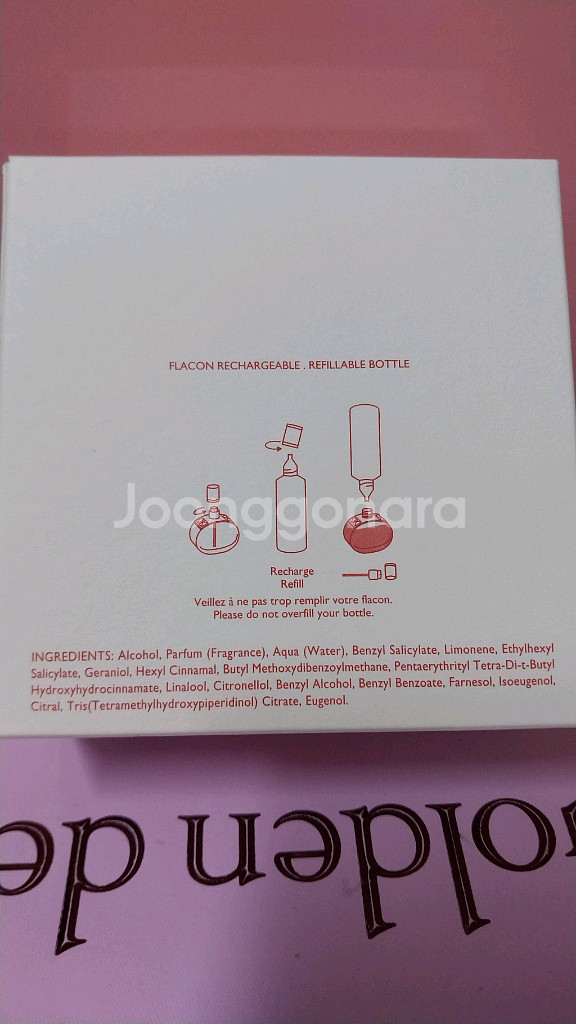 FLACON RECHARGEABLE . REFILLABLE BOTTLE
Joonggonara
Recharge
Refill
Veillez à ne pas trop remplir votre flacon.
Please do not overfill your bottle.
INGREDIENTS: Alcohol, Parfum (Fragrance), Aqua (Water), Benzyl Salicylate, Limonene, Ethylhexyl
Salicylate, Geraniol, Hexyl Cinnamal, Butyl Methoxydibenzoylmethane, Pentaerythrityl Tetra-Di-t-Butyl
Hydroxyhydrocinnamate, Linalool, Citronellol, Benzyl Alcohol, Benzyl Benzoate, Farnesol, Isoeugenol,
Citral, Tris(Tetramethylhydroxypiperidinol) Citrate, Eugenol.
Golden de